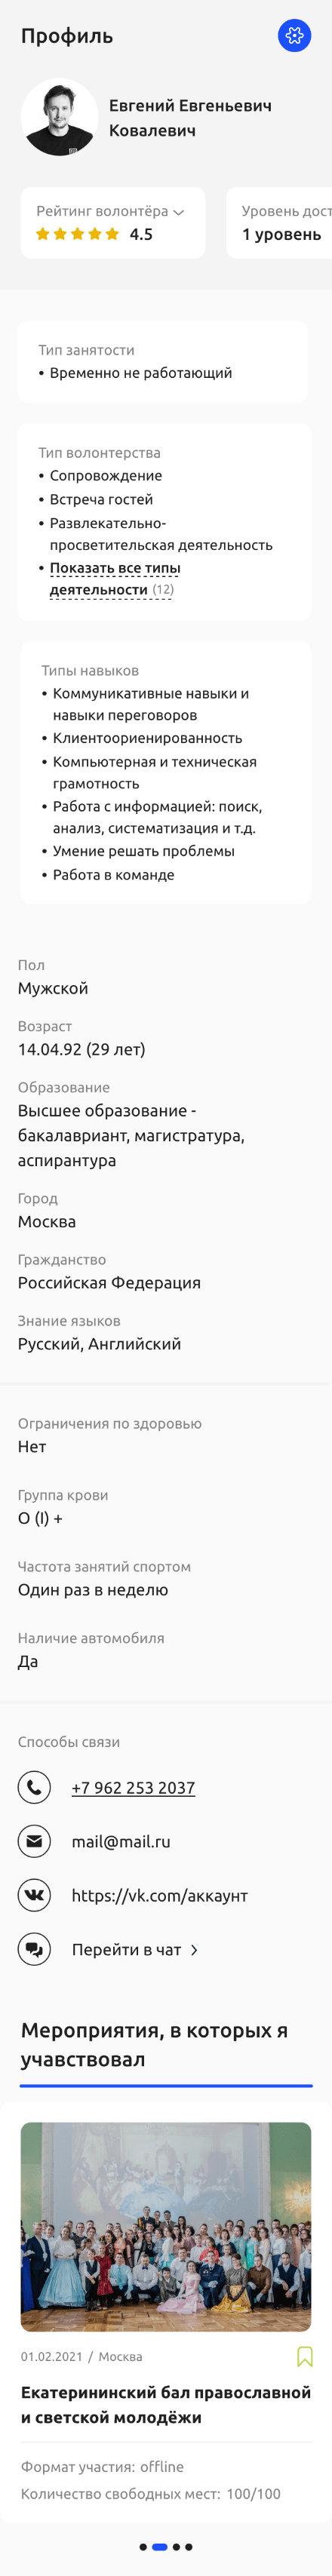 Профиль
Евгений Евгеньевич
Ковалевич
Рейтинг волонтёра
4.5
Уровень дост
1 уровень
Тип занятости
• Временно не работающий
Тип волонтерства
• Сопровождение
• Встреча гостей
• Развлекательно-
просветительская деятельность
• Показать все типы
деятельности (12)
Типы навыков
• Коммуникативные навыки и
навыки переговоров
• Клиентоориенированность
• Компьютерная и техническая
грамотность
• Работа с информацией: поиск,
анализ, систематизация и т.д.
• Умение решать проблемы
• Работа в команде
Пол
Мужской
Возраст
14.04.92 (29 лет)
Образование
Высшее образование -
бакалавриант, магистратура,
аспирантура
Город
Москва
Гражданство
Российская Федерация
Знание языков
Русский, Английский
Ограничения по здоровью
Нет
Группа крови
О (I) +
Частота занятий спортом
Один раз в неделю
Наличие автомобиля
Да
Способы связи
+7 962 253 2037
mail@mail.ru
https://vk.com/аккаунт
Перейти в чат
Мероприятия, в которых я
учавствовал
01.02.2021 / Москва
Екатерининский бал православной
и светской молодёжи
Формат участия: offline
Количество свободных мест: 100/100